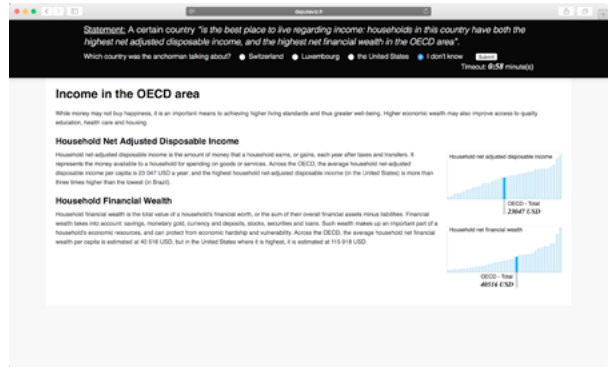 Statement: A certain country "is the best place to live regarding income: households in this country have both the
highest net adjusted disposable income, and the highest net financial wealth in the OECD area".
Which country was the anchorman talking about? Switzerland Luxembourg the United States I don't know Submit
Timeout: 0:58 minute(s)
Income in the OECD area
While money may not buy happiness, it is an important means to achieving higher living standards and thus greater well-being. Higher economic wealth may also improve access to quality
education, health care and housing.
Household Net Adjusted Disposable Income
Household net-adjusted disposable income is the amount of money that a household earns, or gains, each year after taxes and transfers. It
represents the money available to a household for spending on goods or services. Across the OECD, the average household net-adjusted
disposable income per capita is 23 047 USD a year; and the highest household net-adjusted disposable income (in the United States) is more than
three times higher than the lowest (in Brazil).
Household net adjusted disposable income
OECD - Total
23047 USD
Household Financial Wealth
Household financial wealth is the total value of a household's financial worth, or the sum of their overall financial assets minus liabilities. Financial
wealth takes into account: savings, monetary gold, currency and deposits, stocks, securities and loans. Such wealth makes up an important part of a
household's economic resources, and can protect from economic hardship and vulnerability. Across the OECD, the average household net financial
wealth per capita is estimated at 40 516 USD, but in the United States where it is highest, it is estimated at 115 918 USD.
Household net financial wealth
OECD - Total
40516 USD